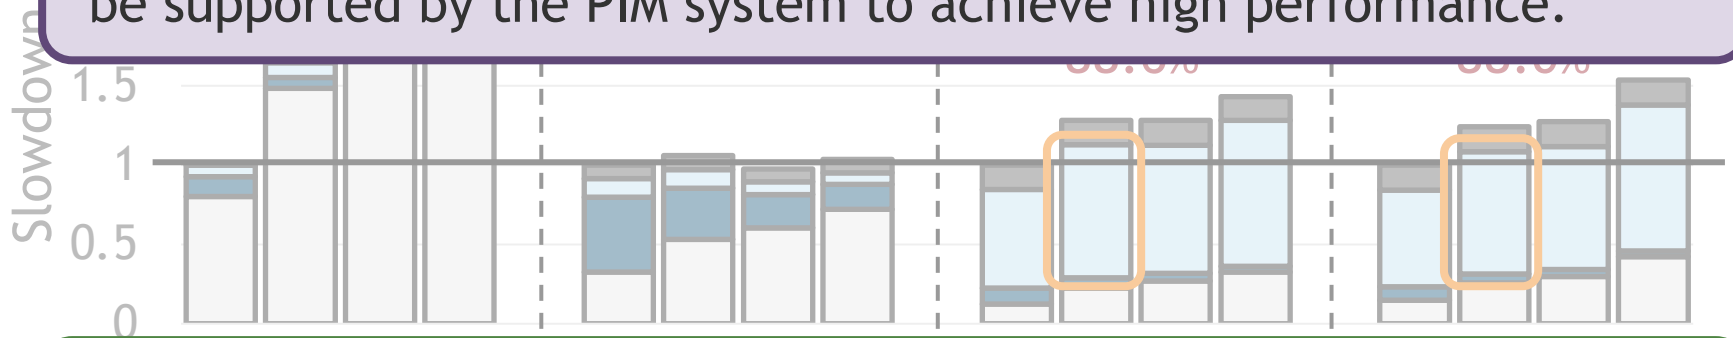 be supported by the PIM system to achieve high performance.
Slowdown
1.5
1
0.5
0